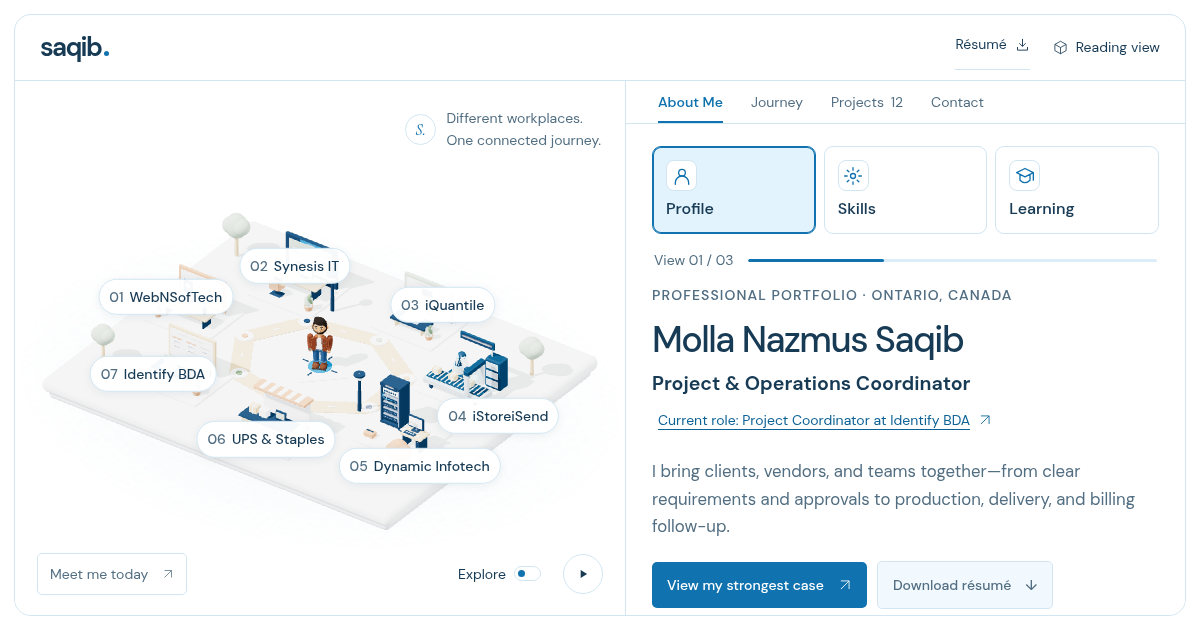 saqib.
Résumé
Reading view
S. Different workplaces.
One connected journey.
02 Synesis IT
01 WebNSofTech
03 iQuantile
07 Identify BDA
04 iStoreiSend
06 UPS & Staples
05 Dynamic Infotech
Meet me today
Explore
About Me Journey Projects 12 Contact
Profile
Skills
Learning
View 01 / 03
PROFESSIONAL PORTFOLIO · ONTARIO, CANADA
Molla Nazmus Saqib
Project & Operations Coordinator
Current role: Project Coordinator at Identify BDA
I bring clients, vendors, and teams together—from clear
requirements and approvals to production, delivery, and billing
follow-up.
View my strongest case
Download résumé